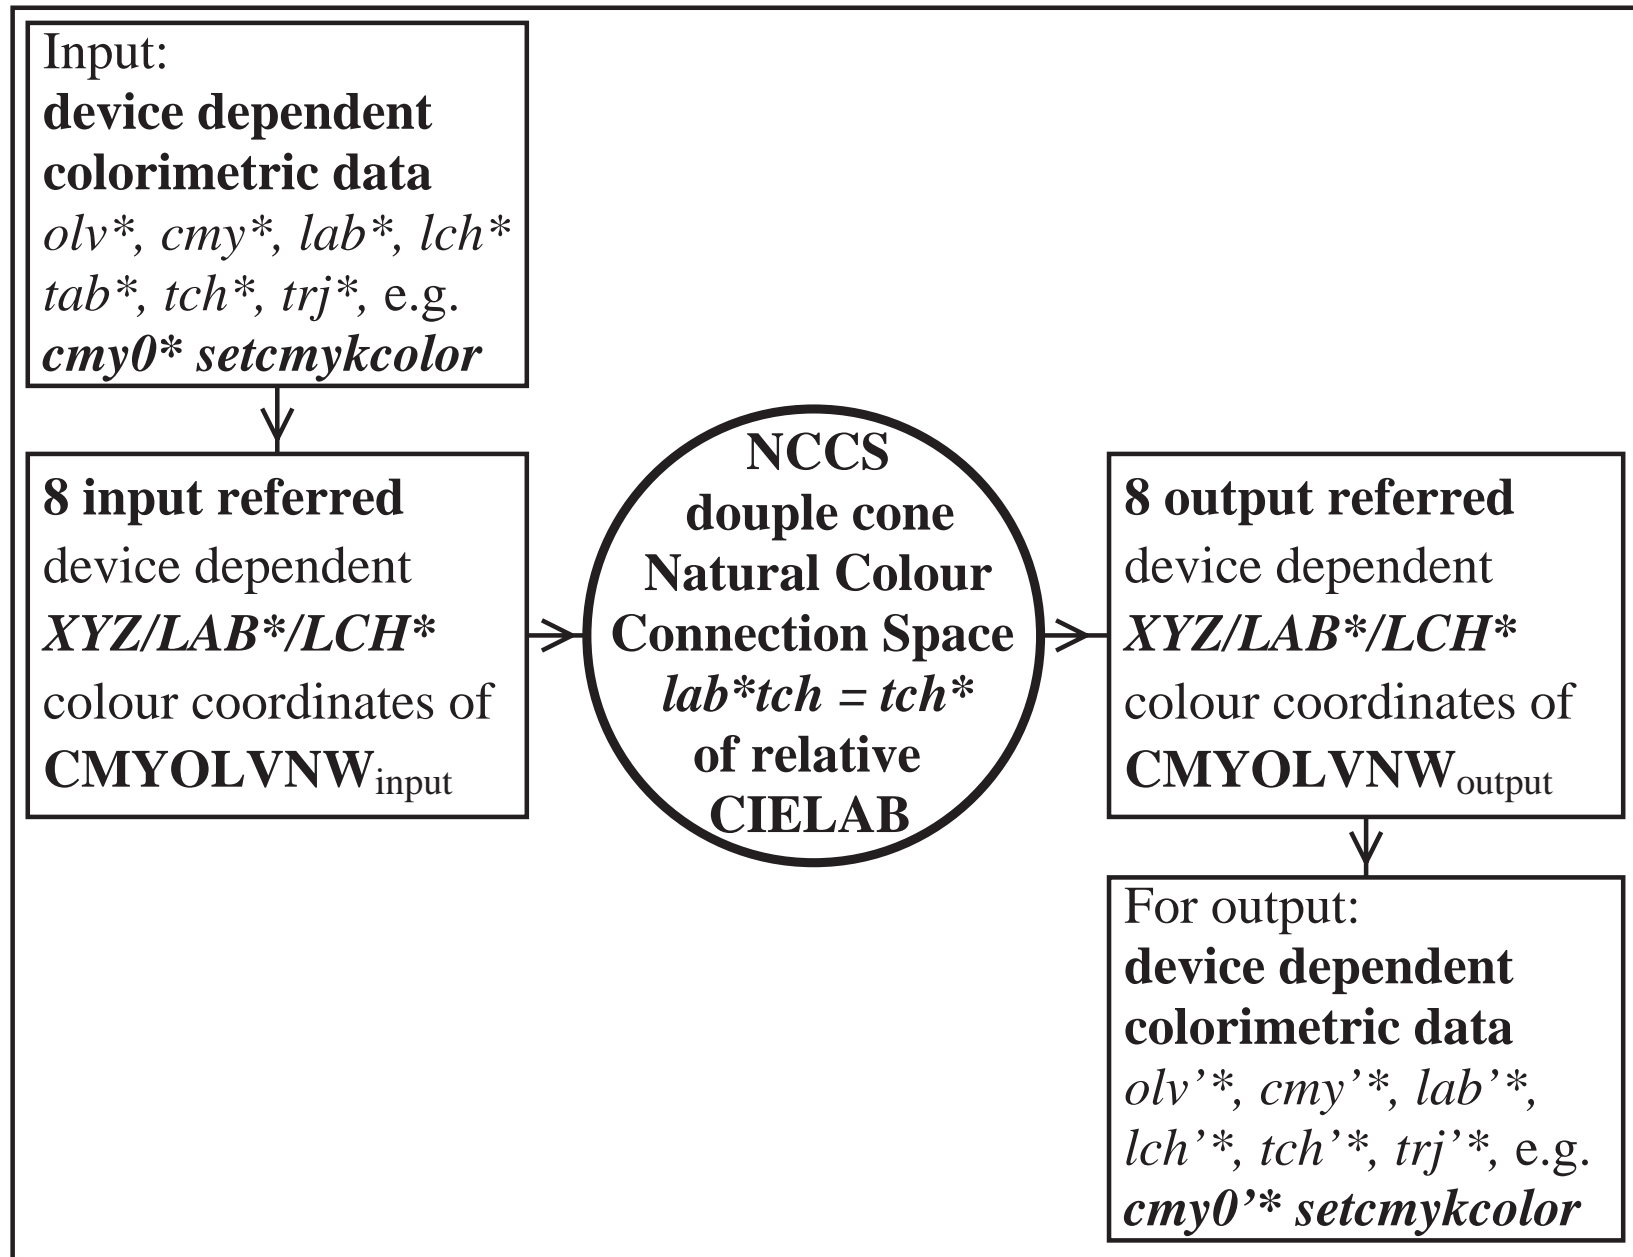 Input:
device dependent
colorimetric data
olv*, cmy*, lab*, lch*
tab*, tch*, trj*, e.g.
cmy0* setcmykcolor
8 input referred
device dependent
XYZ/LAB*/LCH*
colour coordinates of
CMYOLVNWinput
NCCS
douple cone
Natural Colour
Connection Space
lab*tch = tch*
of relative
CIELAB
8 output referred
device dependent
XYZ/LAB*/LCH*
colour coordinates of
CMYOLVNWoutput
For output:
device dependent
colorimetric data
olv’*, cmy’*, lab’*,
lch’*, tch’*, trj’*, e.g.
cmy0’* setcmykcolor